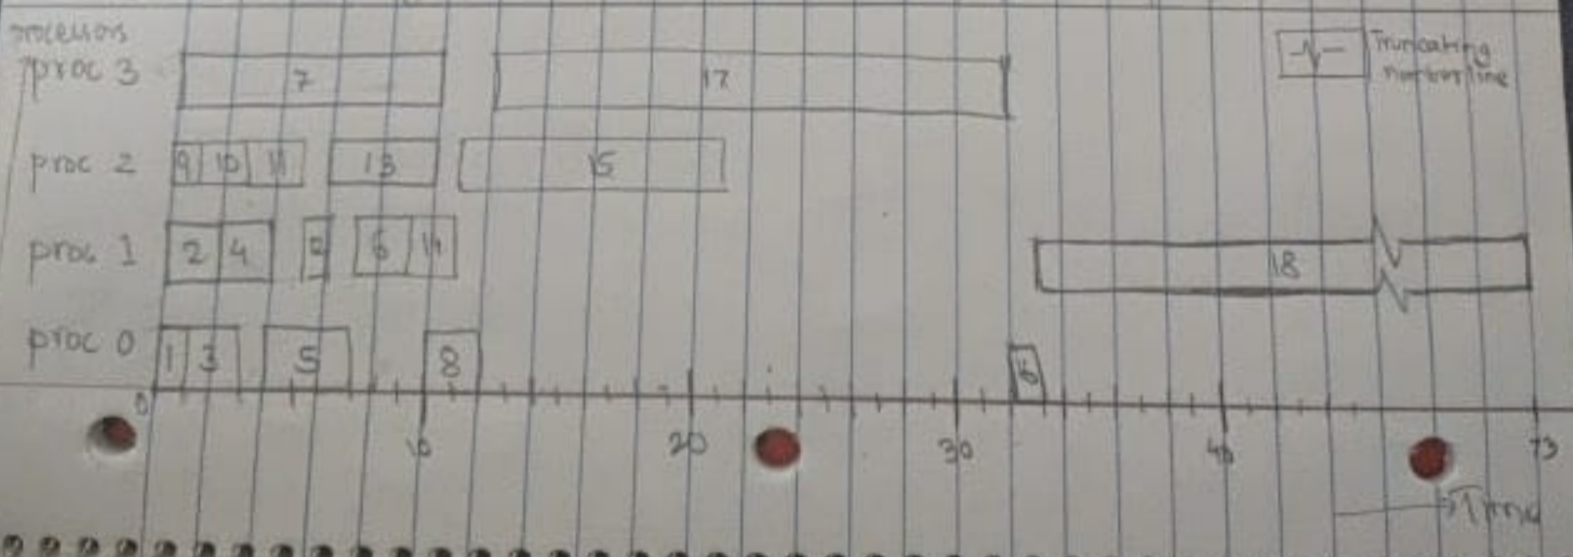 Processors
proc 3 7 17
Truncating
number line
proc 2 9 10 11 13 15
proc 1 2 4 6 14 18
proc 0 1 3 5 8 16
0 10 20 30 40 73
Time